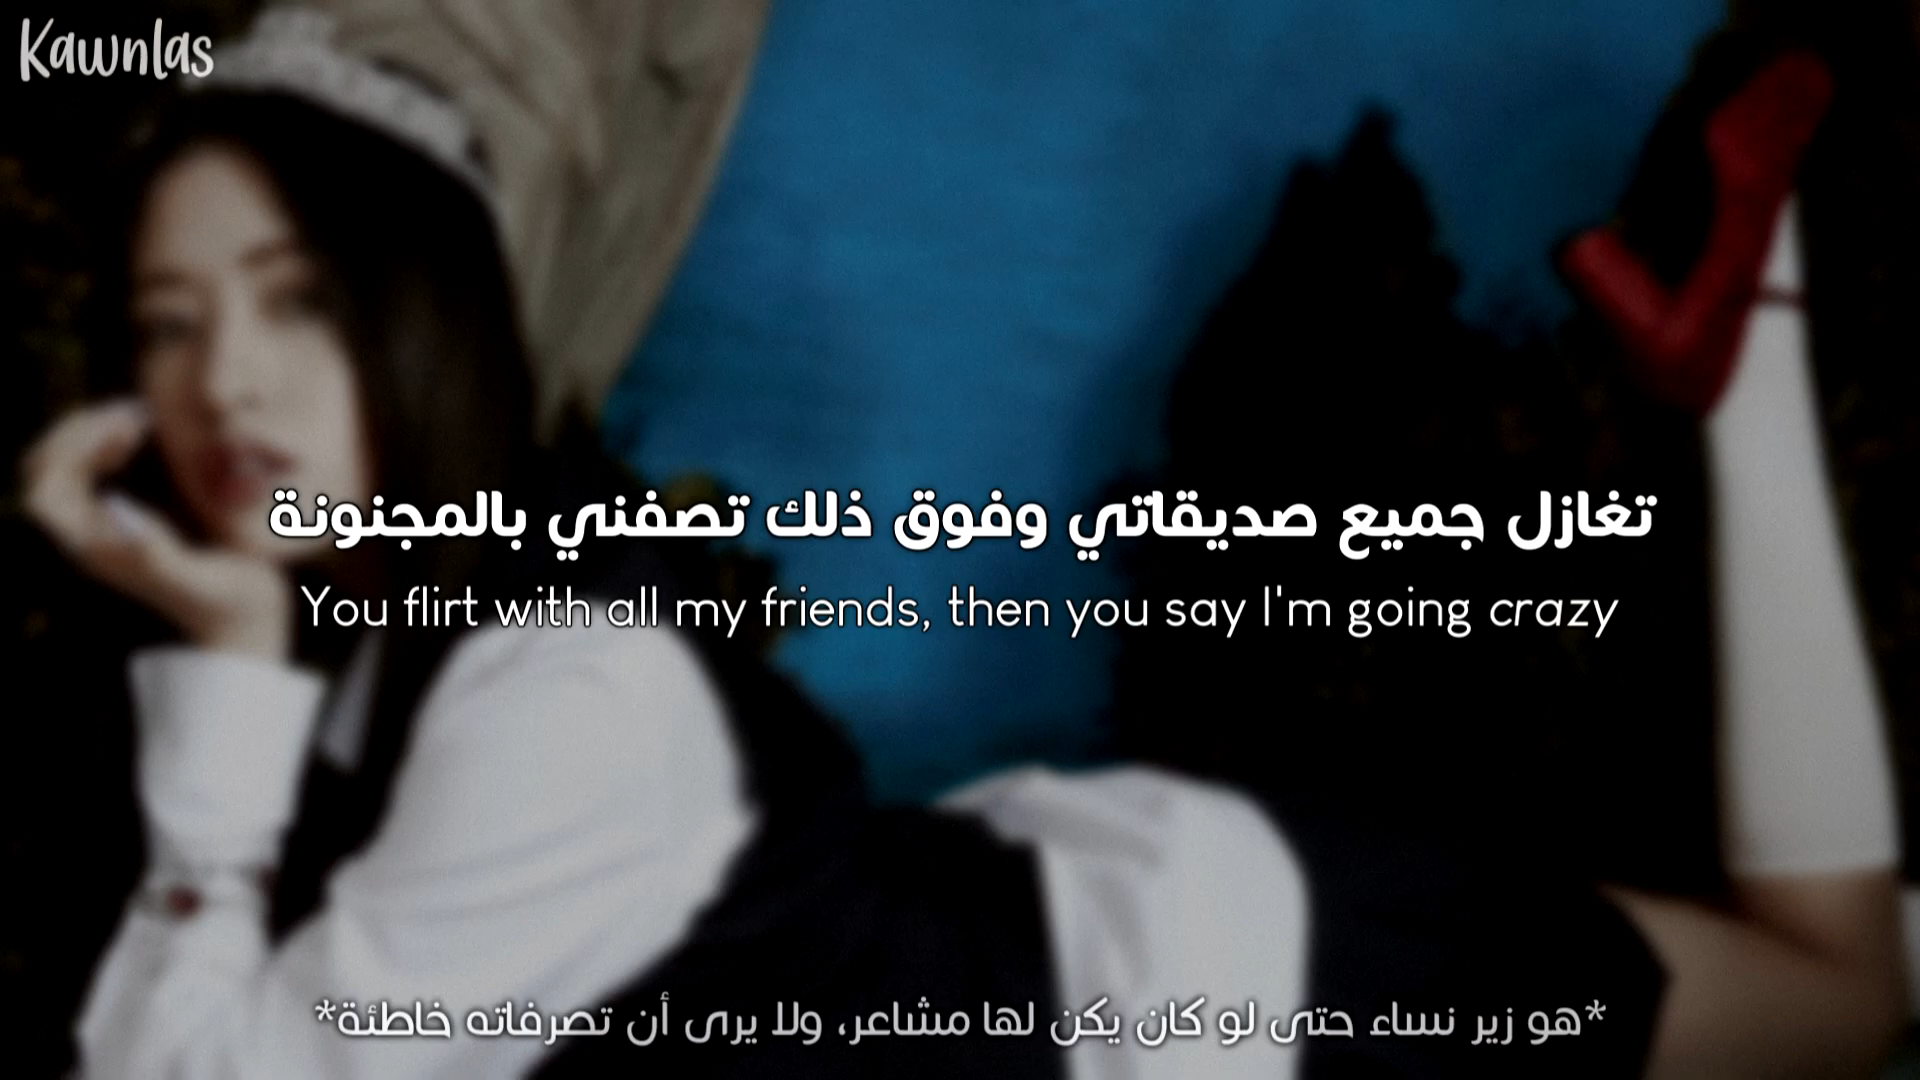 Kawnlas
تغازل جميع صديقاتي وفوق ذلك تصفني بالمجنونة
You flirt with all my friends, then you say I'm going crazy
*هو زير نساء حتى لو كان يكن لها مشاعر، ولا يرى أن تصرفاته خاطئة*